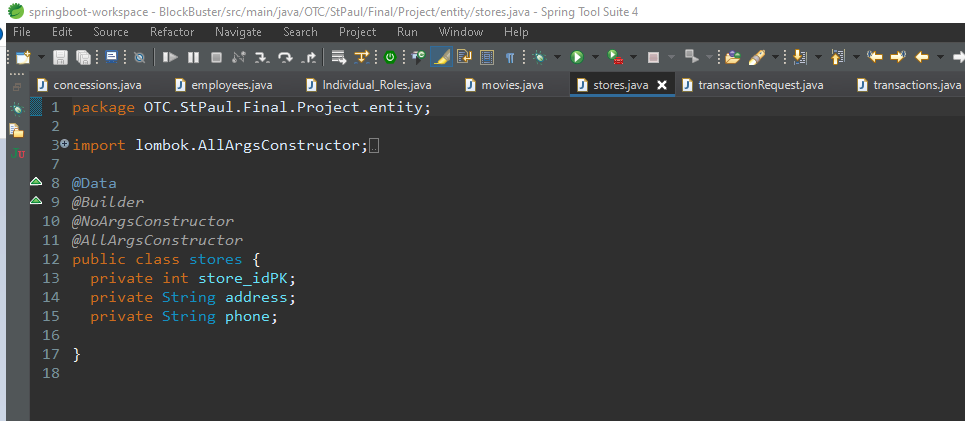 springboot-workspace - BlockBuster/src/main/java/OTC/StPaul/Final/Project/entity/stores.java - Spring Tool Suite 4
File Edit Source Refactor Navigate Search Project Run Window Help
concessions.java employees.java Individual_Roles.java movies.java stores.java transactionRequest.java transactions.java
1 package OTC.StPaul.Final.Project.entity;
2
3 import lombok.AllArgsConstructor;
7
8 @Data
9 @Builder
10 @NoArgsConstructor
11 @AllArgsConstructor
12 public class stores {
13 private int store_idPK;
14 private String address;
15 private String phone;
16
17 }
18